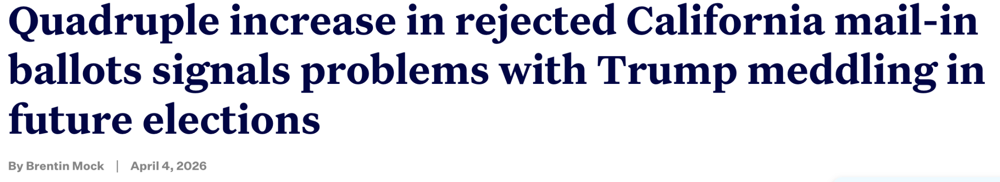 Quadruple increase in rejected California mail-in
ballots signals problems with Trump meddling in
future elections
By Brentin Mock | April 4, 2026